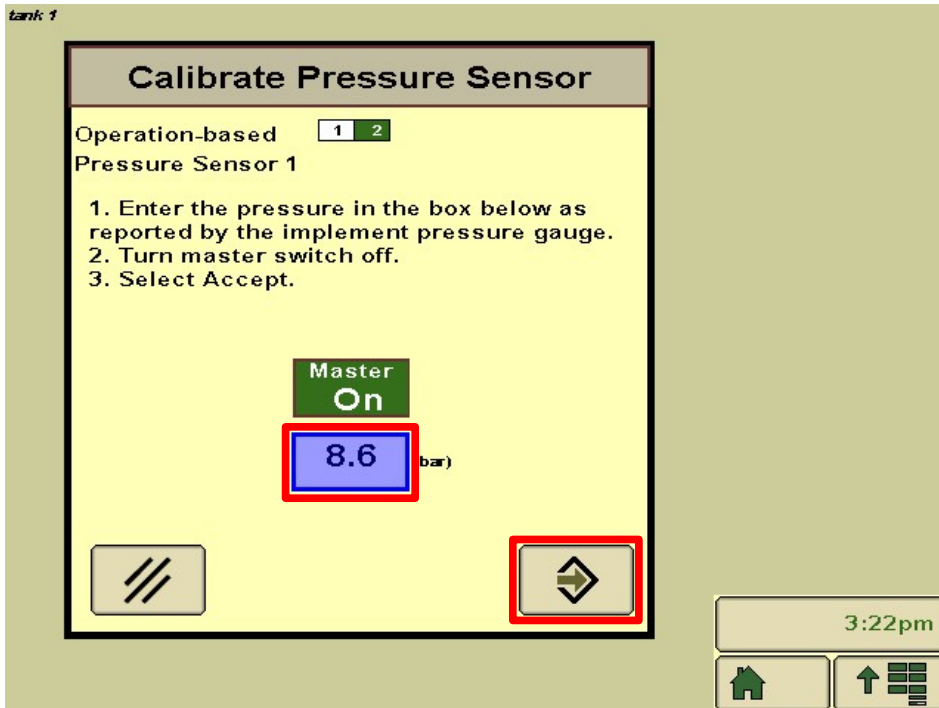 tank 1
Calibrate Pressure Sensor
Operation-based 1 2
Pressure Sensor 1
1. Enter the pressure in the box below as
reported by the implement pressure gauge.
2. Turn master switch off.
3. Select Accept.
Master
On
8.6 bar)
3:22pm